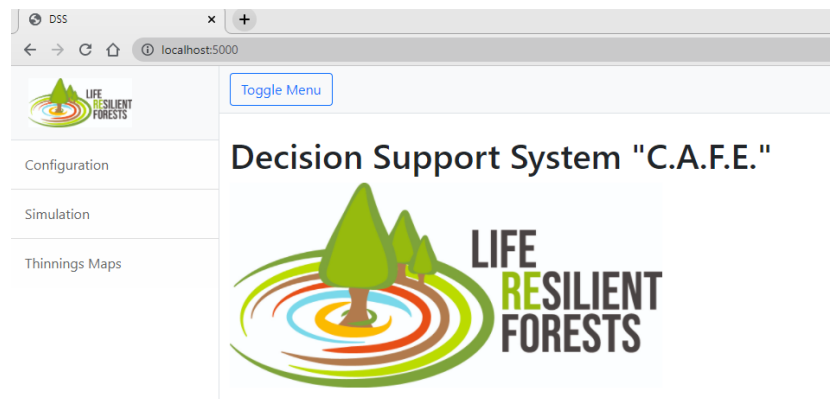 DSS
localhost:5000
LIFE
RESILIENT
FORESTS
Toggle Menu
Configuration
Simulation
Thinnings Maps
Decision Support System "C.A.F.E."
LIFE
RESILIENT
FORESTS